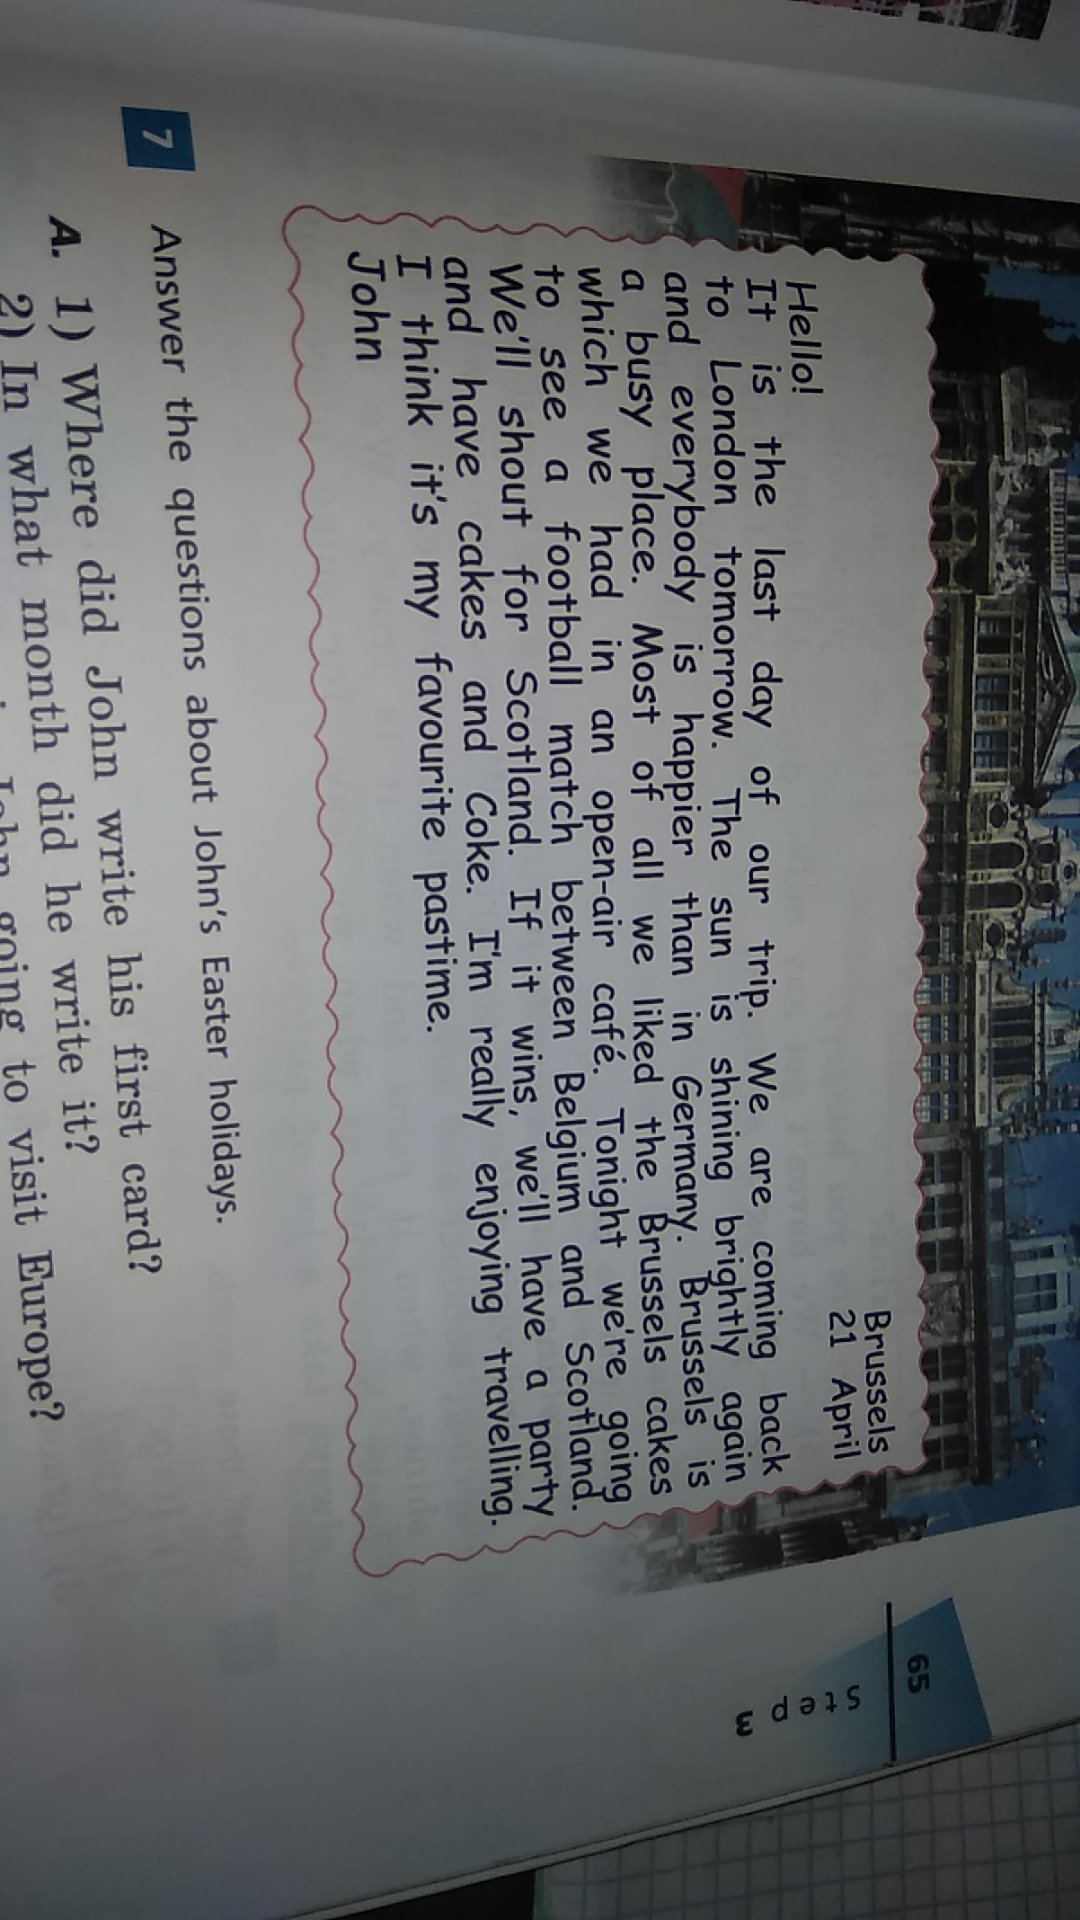 65
step 3
Brussels
21 April
Hello!
It is the last day of our trip. We are coming back
to London tomorrow. The sun is shining brightly again
and everybody is happier than in Germany. Brussels is
a busy place. Most of all we liked the Brussels cakes
which we had in an open-air café. Tonight we're going
to see a football match between Belgium and Scotland.
We'll shout for Scotland. If it wins, we'll have a party
and have cakes and Coke. I'm really enjoying travelling.
I think it's my favourite pastime.
John
7 Answer the questions about John's Easter holidays.
A. 1) Where did John write his first card?
2) In what month did he write it?
John going to visit Europe?